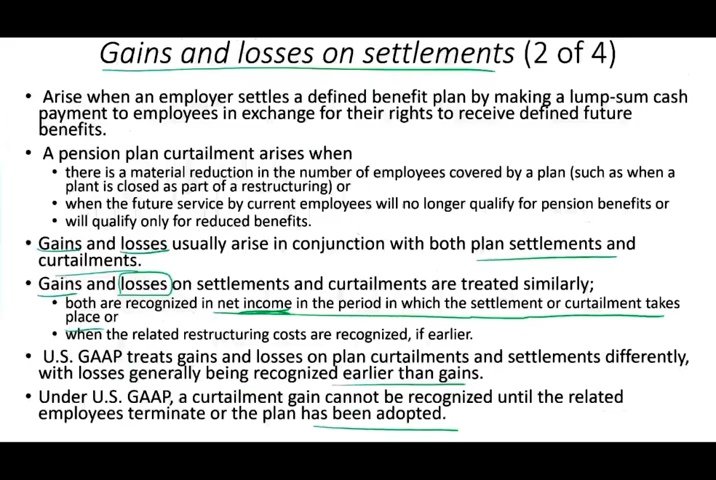 Gains and losses on settlements (2 of 4)
• Arise when an employer settles a defined benefit plan by making a lump-sum cash
payment to employees in exchange for their rights to receive defined future
benefits.
• A pension plan curtailment arises when
• there is a material reduction in the number of employees covered by a plan (such as when a
plant is closed as part of a restructuring) or
• when the future service by current employees will no longer qualify for pension benefits or
• will qualify only for reduced benefits.
• Gains and losses usually arise in conjunction with both plan settlements and
curtailments.
• Gains and losses on settlements and curtailments are treated similarly;
• both are recognized in net income in the period in which the settlement or curtailment takes
place or
• when the related restructuring costs are recognized, if earlier.
• U.S. GAAP treats gains and losses on plan curtailments and settlements differently,
with losses generally being recognized earlier than gains.
• Under U.S. GAAP, a curtailment gain cannot be recognized until the related
employees terminate or the plan has been adopted.